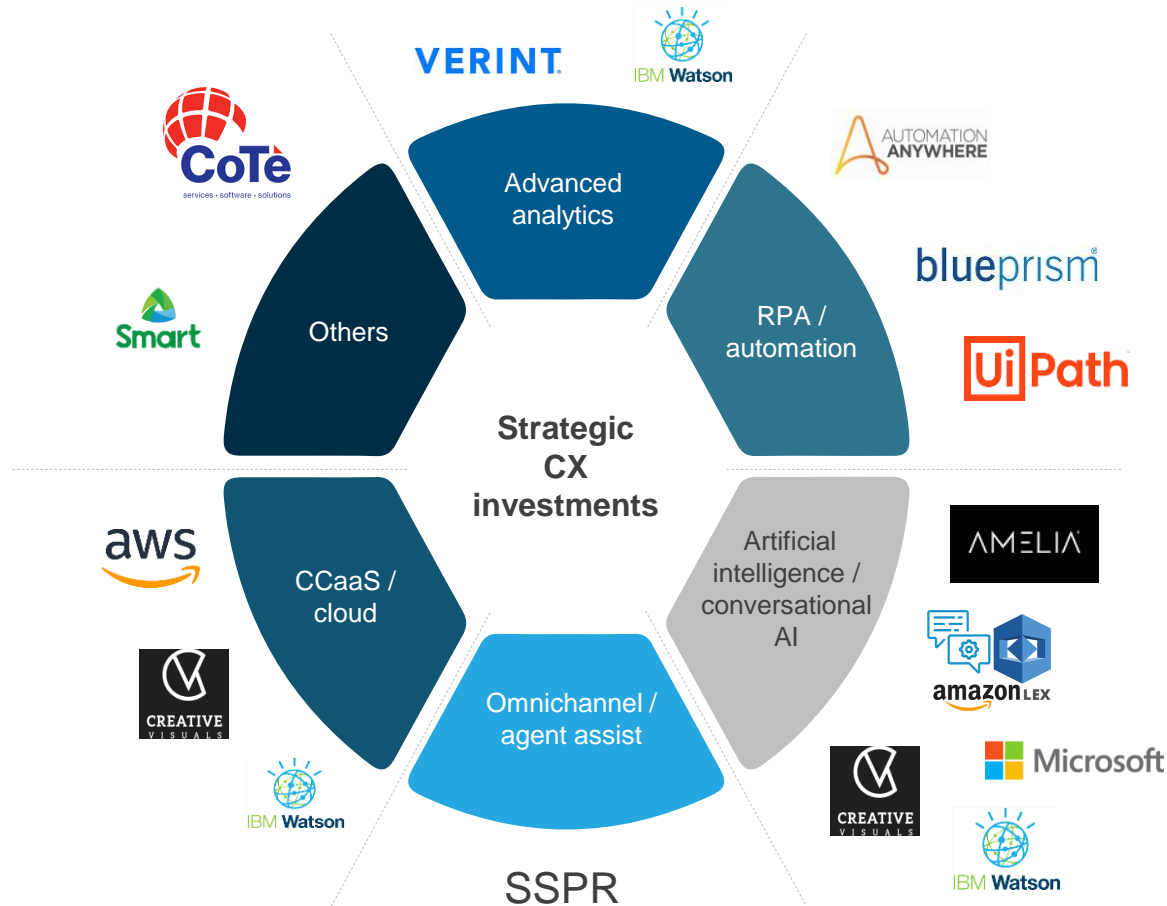 VERINT.
IBM Watson
CoTè
services • software • solutions
AUTOMATION
ANYWHERE
Advanced
analytics
blueprism®
Smart
Others
RPA /
automation
UiPath
Strategic
CX
investments
aws
CCaaS /
cloud
Artificial
intelligence /
conversational
AI
AMELIA
amazon LEX
CREATIVE
VISUALS
Omnichannel /
agent assist
Microsoft
IBM Watson
CREATIVE
VISUALS
IBM Watson
SSPR